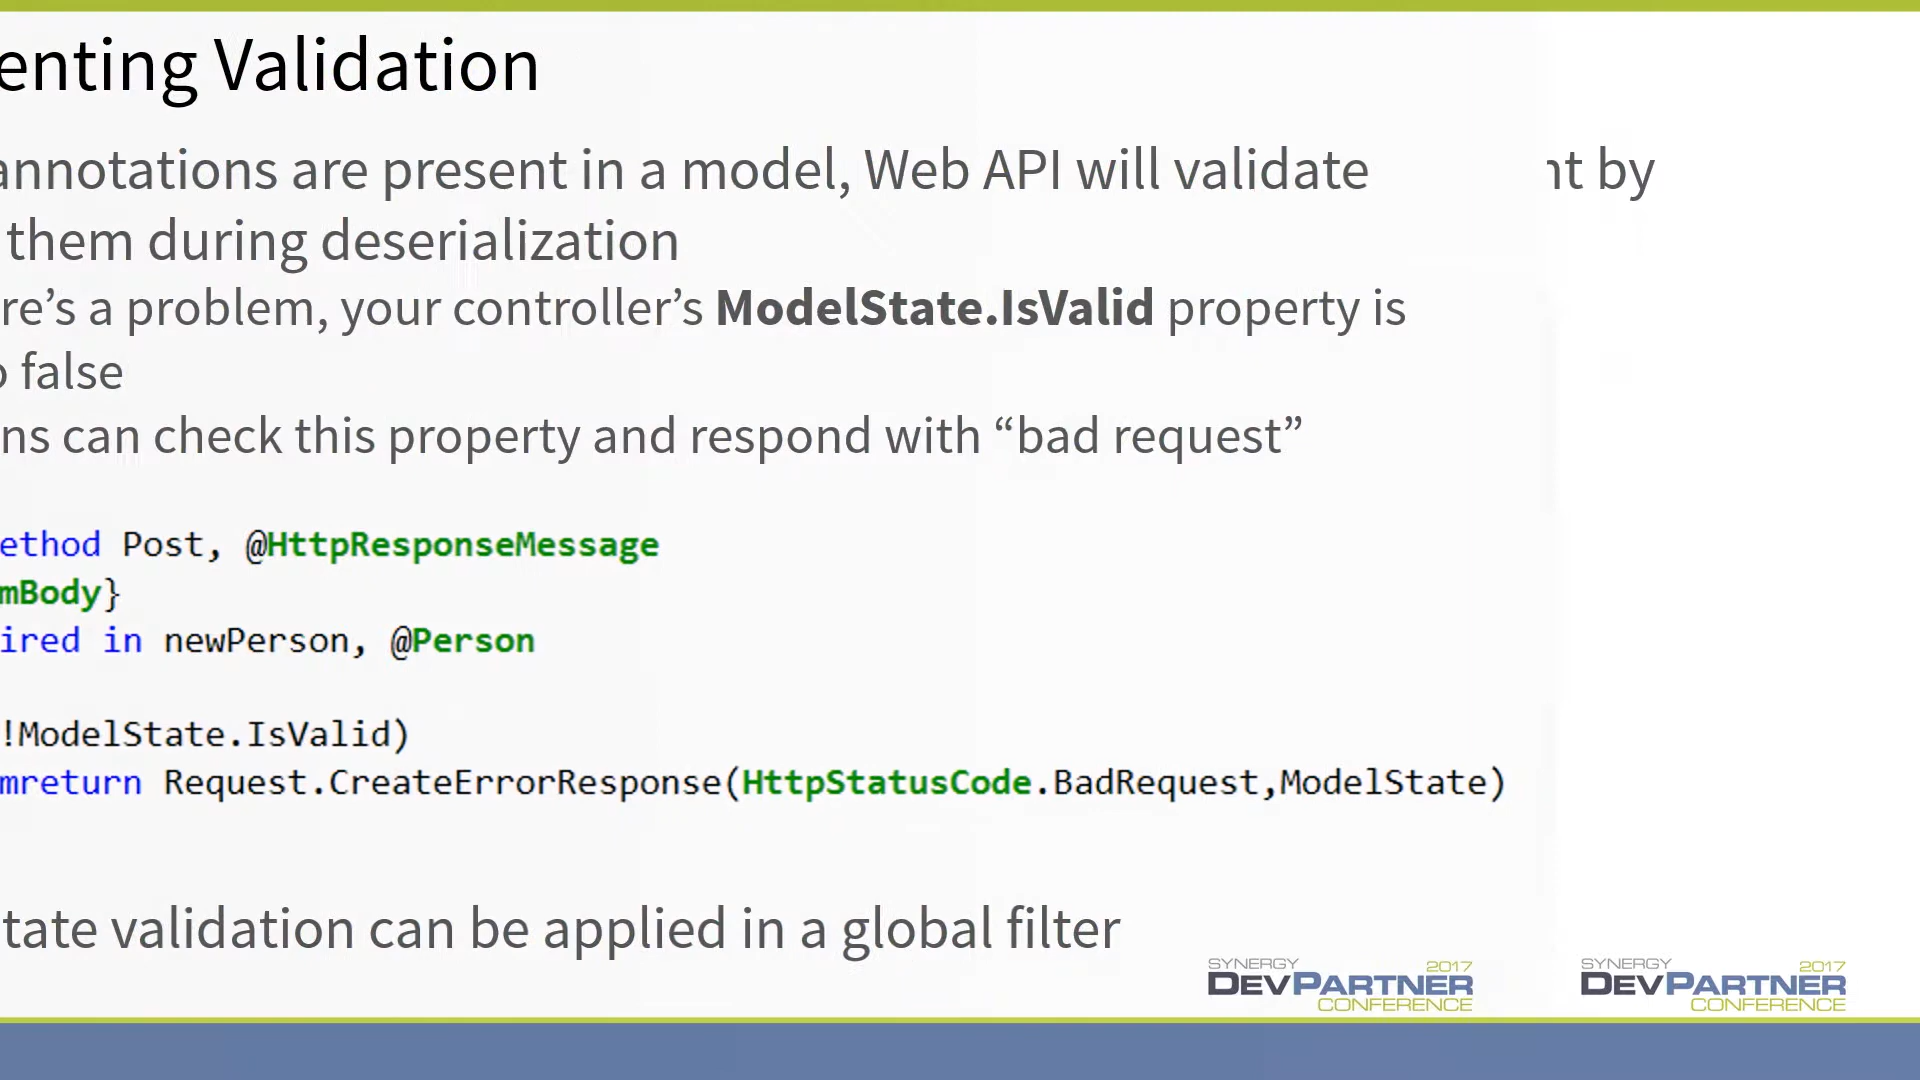 enting Validation
annotations are present in a model, Web API will validate
nt by
them during deserialization
re’s a problem, your controller’s ModelState.IsValid property is
o false
ns can check this property and respond with “bad request”
ethod Post, @HttpResponseMessage
mBody}
ired in newPerson, @Person
!ModelState.IsValid)
mreturn Request.CreateErrorResponse(HttpStatusCode.BadRequest,ModelState)
tate validation can be applied in a global filter
SYNERGY 2017
DEVPARTNER
CONFERENCE
SYNERGY 2017
DEVPARTNER
CONFERENCE